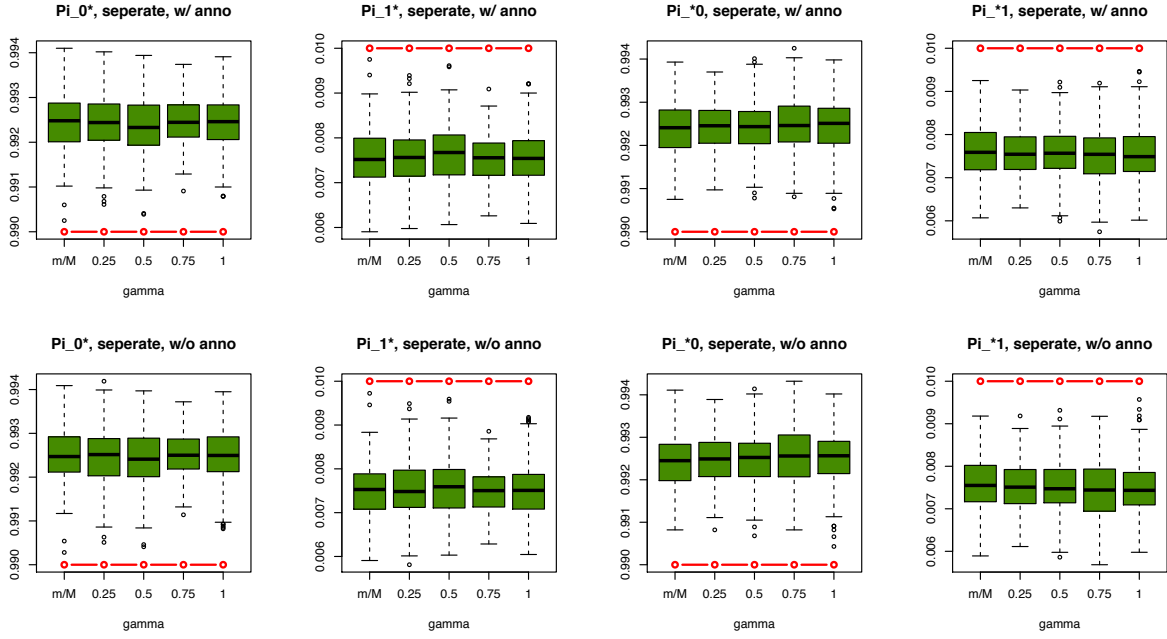 Pi_0*, seperate, w/ anno
Pi_1*, seperate, w/ anno
Pi_*0, seperate, w/ anno
Pi_*1, seperate, w/ anno
0.994
0.993
0.992
0.991
0.990
0.010
0.009
0.008
0.007
0.006
0.994
0.993
0.992
0.991
0.990
0.010
0.009
0.008
0.007
0.006
m/M 0.25 0.5 0.75 1
m/M 0.25 0.5 0.75 1
m/M 0.25 0.5 0.75 1
m/M 0.25 0.5 0.75 1
gamma
gamma
gamma
gamma
Pi_0*, seperate, w/o anno
Pi_1*, seperate, w/o anno
Pi_*0, seperate, w/o anno
Pi_*1, seperate, w/o anno
0.994
0.993
0.992
0.991
0.990
0.010
0.009
0.008
0.007
0.006
0.994
0.993
0.992
0.991
0.990
0.010
0.009
0.008
0.007
0.006
m/M 0.25 0.5 0.75 1
m/M 0.25 0.5 0.75 1
m/M 0.25 0.5 0.75 1
m/M 0.25 0.5 0.75 1
gamma
gamma
gamma
gamma